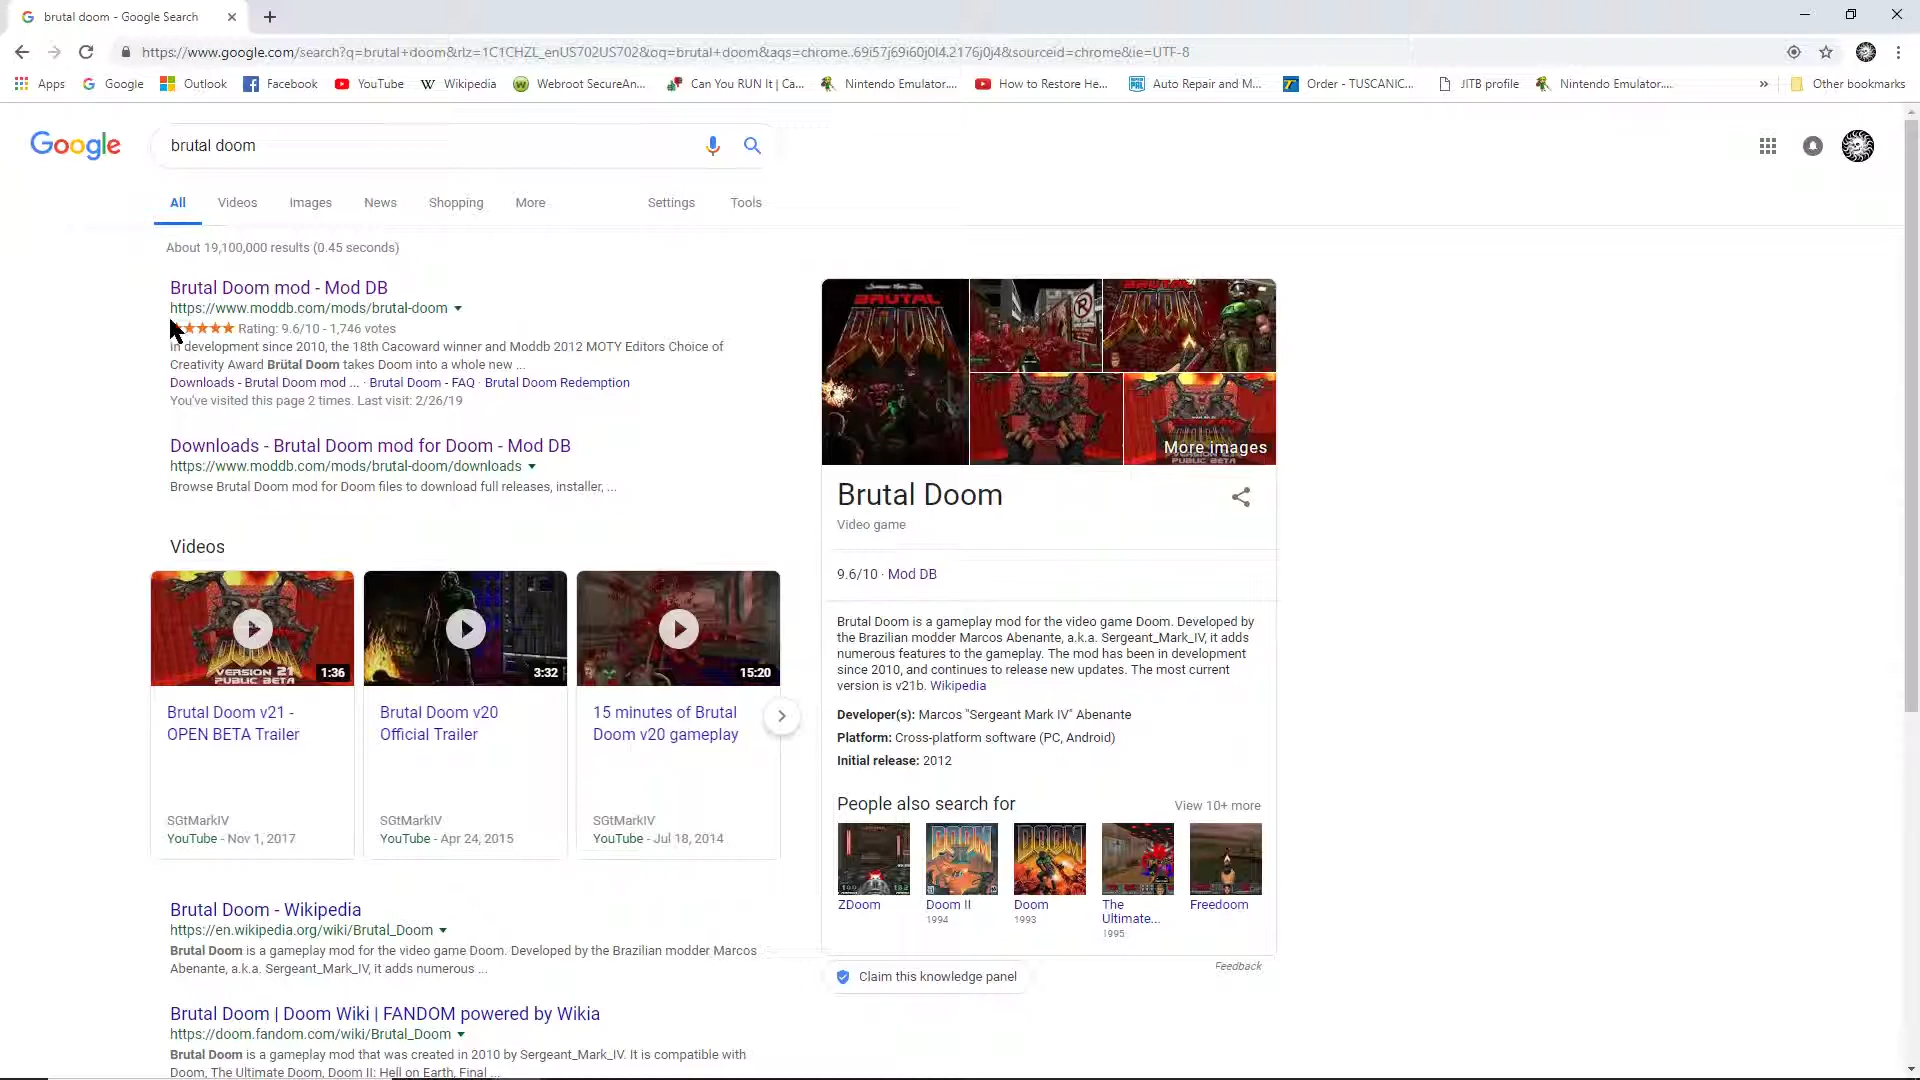 brutal doom - Google Search
https://www.google.com/search?q=brutal+doom&rlz=1C1CHZL_enUS702US702&oq=brutal+doom&aqs=chrome..69i57j69i60j0l4.2176j0j4&sourceid=chrome&ie=UTF-8
Apps Google Outlook Facebook YouTube Wikipedia Webroot SecureAn... Can You RUN It | Ca... Nintendo Emulator.... How to Restore He... Auto Repair and M... Order - TUSCANIC... JITB profile Nintendo Emulator.... » Other bookmarks
Google
brutal doom
All Videos Images News Shopping More Settings Tools
About 19,100,000 results (0.45 seconds)
Brutal Doom mod - Mod DB
https://www.moddb.com/mods/brutal-doom
Rating: 9.6/10 - 1,746 votes
In development since 2010, the 18th Cacoward winner and Moddb 2012 MOTY Editors Choice of
Creativity Award Brütal Doom takes Doom into a whole new ...
Downloads - Brutal Doom mod ... · Brutal Doom - FAQ · Brutal Doom Redemption
You've visited this page 2 times. Last visit: 2/26/19
Downloads - Brutal Doom mod for Doom - Mod DB
https://www.moddb.com/mods/brutal-doom/downloads
Browse Brutal Doom mod for Doom files to download full releases, installer, ...
Videos
VERSION 21
PUBLIC BETA
1:36
3:32
15:20
Brutal Doom v21 -
OPEN BETA Trailer
SGtMarkIV
YouTube - Nov 1, 2017
Brutal Doom v20
Official Trailer
SGtMarkIV
YouTube - Apr 24, 2015
15 minutes of Brutal
Doom v20 gameplay
SGtMarkIV
YouTube - Jul 18, 2014
Brutal Doom - Wikipedia
https://en.wikipedia.org/wiki/Brutal_Doom
Brutal Doom is a gameplay mod for the video game Doom. Developed by the Brazilian modder Marcos
Abenante, a.k.a. Sergeant_Mark_IV, it adds numerous ...
Brutal Doom | Doom Wiki | FANDOM powered by Wikia
https://doom.fandom.com/wiki/Brutal_Doom
Brutal Doom is a gameplay mod that was created in 2010 by Sergeant_Mark_IV. It is compatible with
Doom, The Ultimate Doom, Doom II: Hell on Earth, Final ...
BRUTAL
DOOM
BRUTAL
DOOM
More images
PUBLIC BETA
Brutal Doom
Video game
9.6/10 · Mod DB
Brutal Doom is a gameplay mod for the video game Doom. Developed by
the Brazilian modder Marcos Abenante, a.k.a. Sergeant_Mark_IV, it adds
numerous features to the gameplay. The mod has been in development
since 2010, and continues to release new updates. The most current
version is v21b. Wikipedia
Developer(s): Marcos "Sergeant Mark IV" Abenante
Platform: Cross-platform software (PC, Android)
Initial release: 2012
People also search for
View 10+ more
DOOM
DOOM
ZDoom
Doom II
1994
Doom
1993
The
Ultimate...
1995
Freedoom
Feedback
Claim this knowledge panel